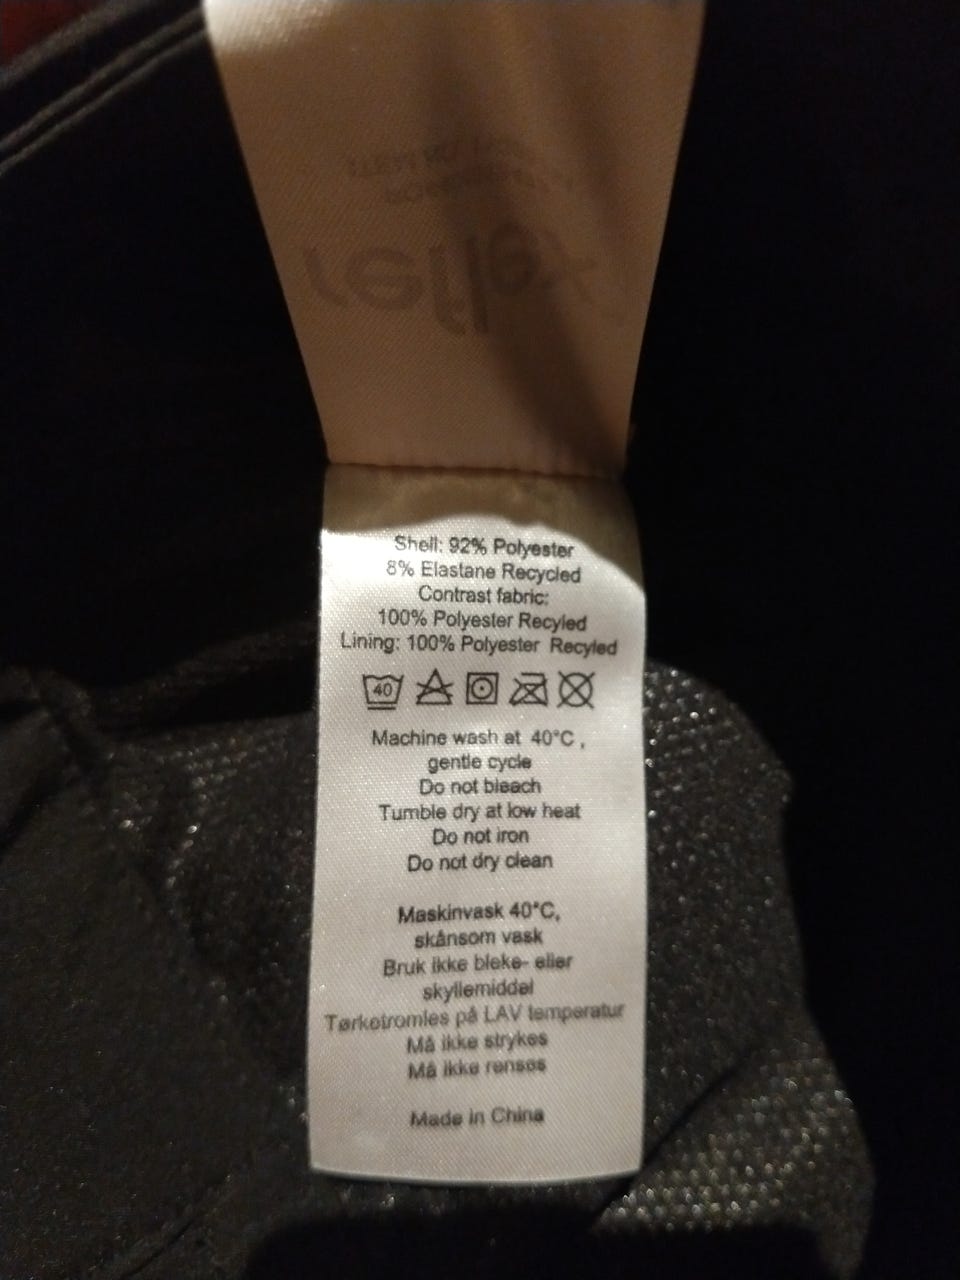 reflex
Shell: 92% Polyester
8% Elastane Recycled
Contrast fabric:
100% Polyester Recyled
Lining: 100% Polyester Recyled
40
Machine wash at 40°C ,
gentle cycle
Do not bleach
Tumble dry at low heat
Do not iron
Do not dry clean
Maskinvask 40°C,
skånsom vask
Bruk ikke bleke- eller
skyllemiddel
Tørketromles på LAV temperatur
Må ikke strykes
Må ikke renses
Made in China